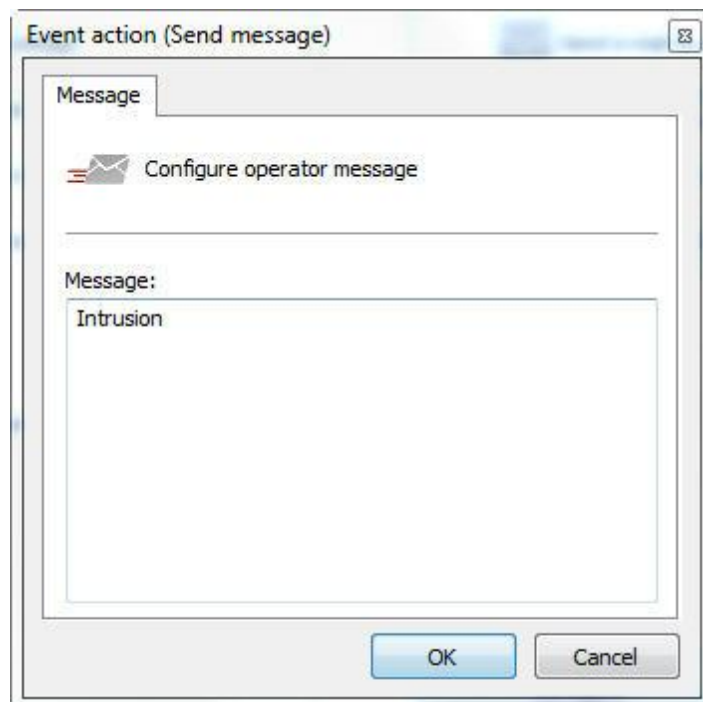 Event action (Send message)
Message
Configure operator message
Message:
Intrusion
OK
Cancel